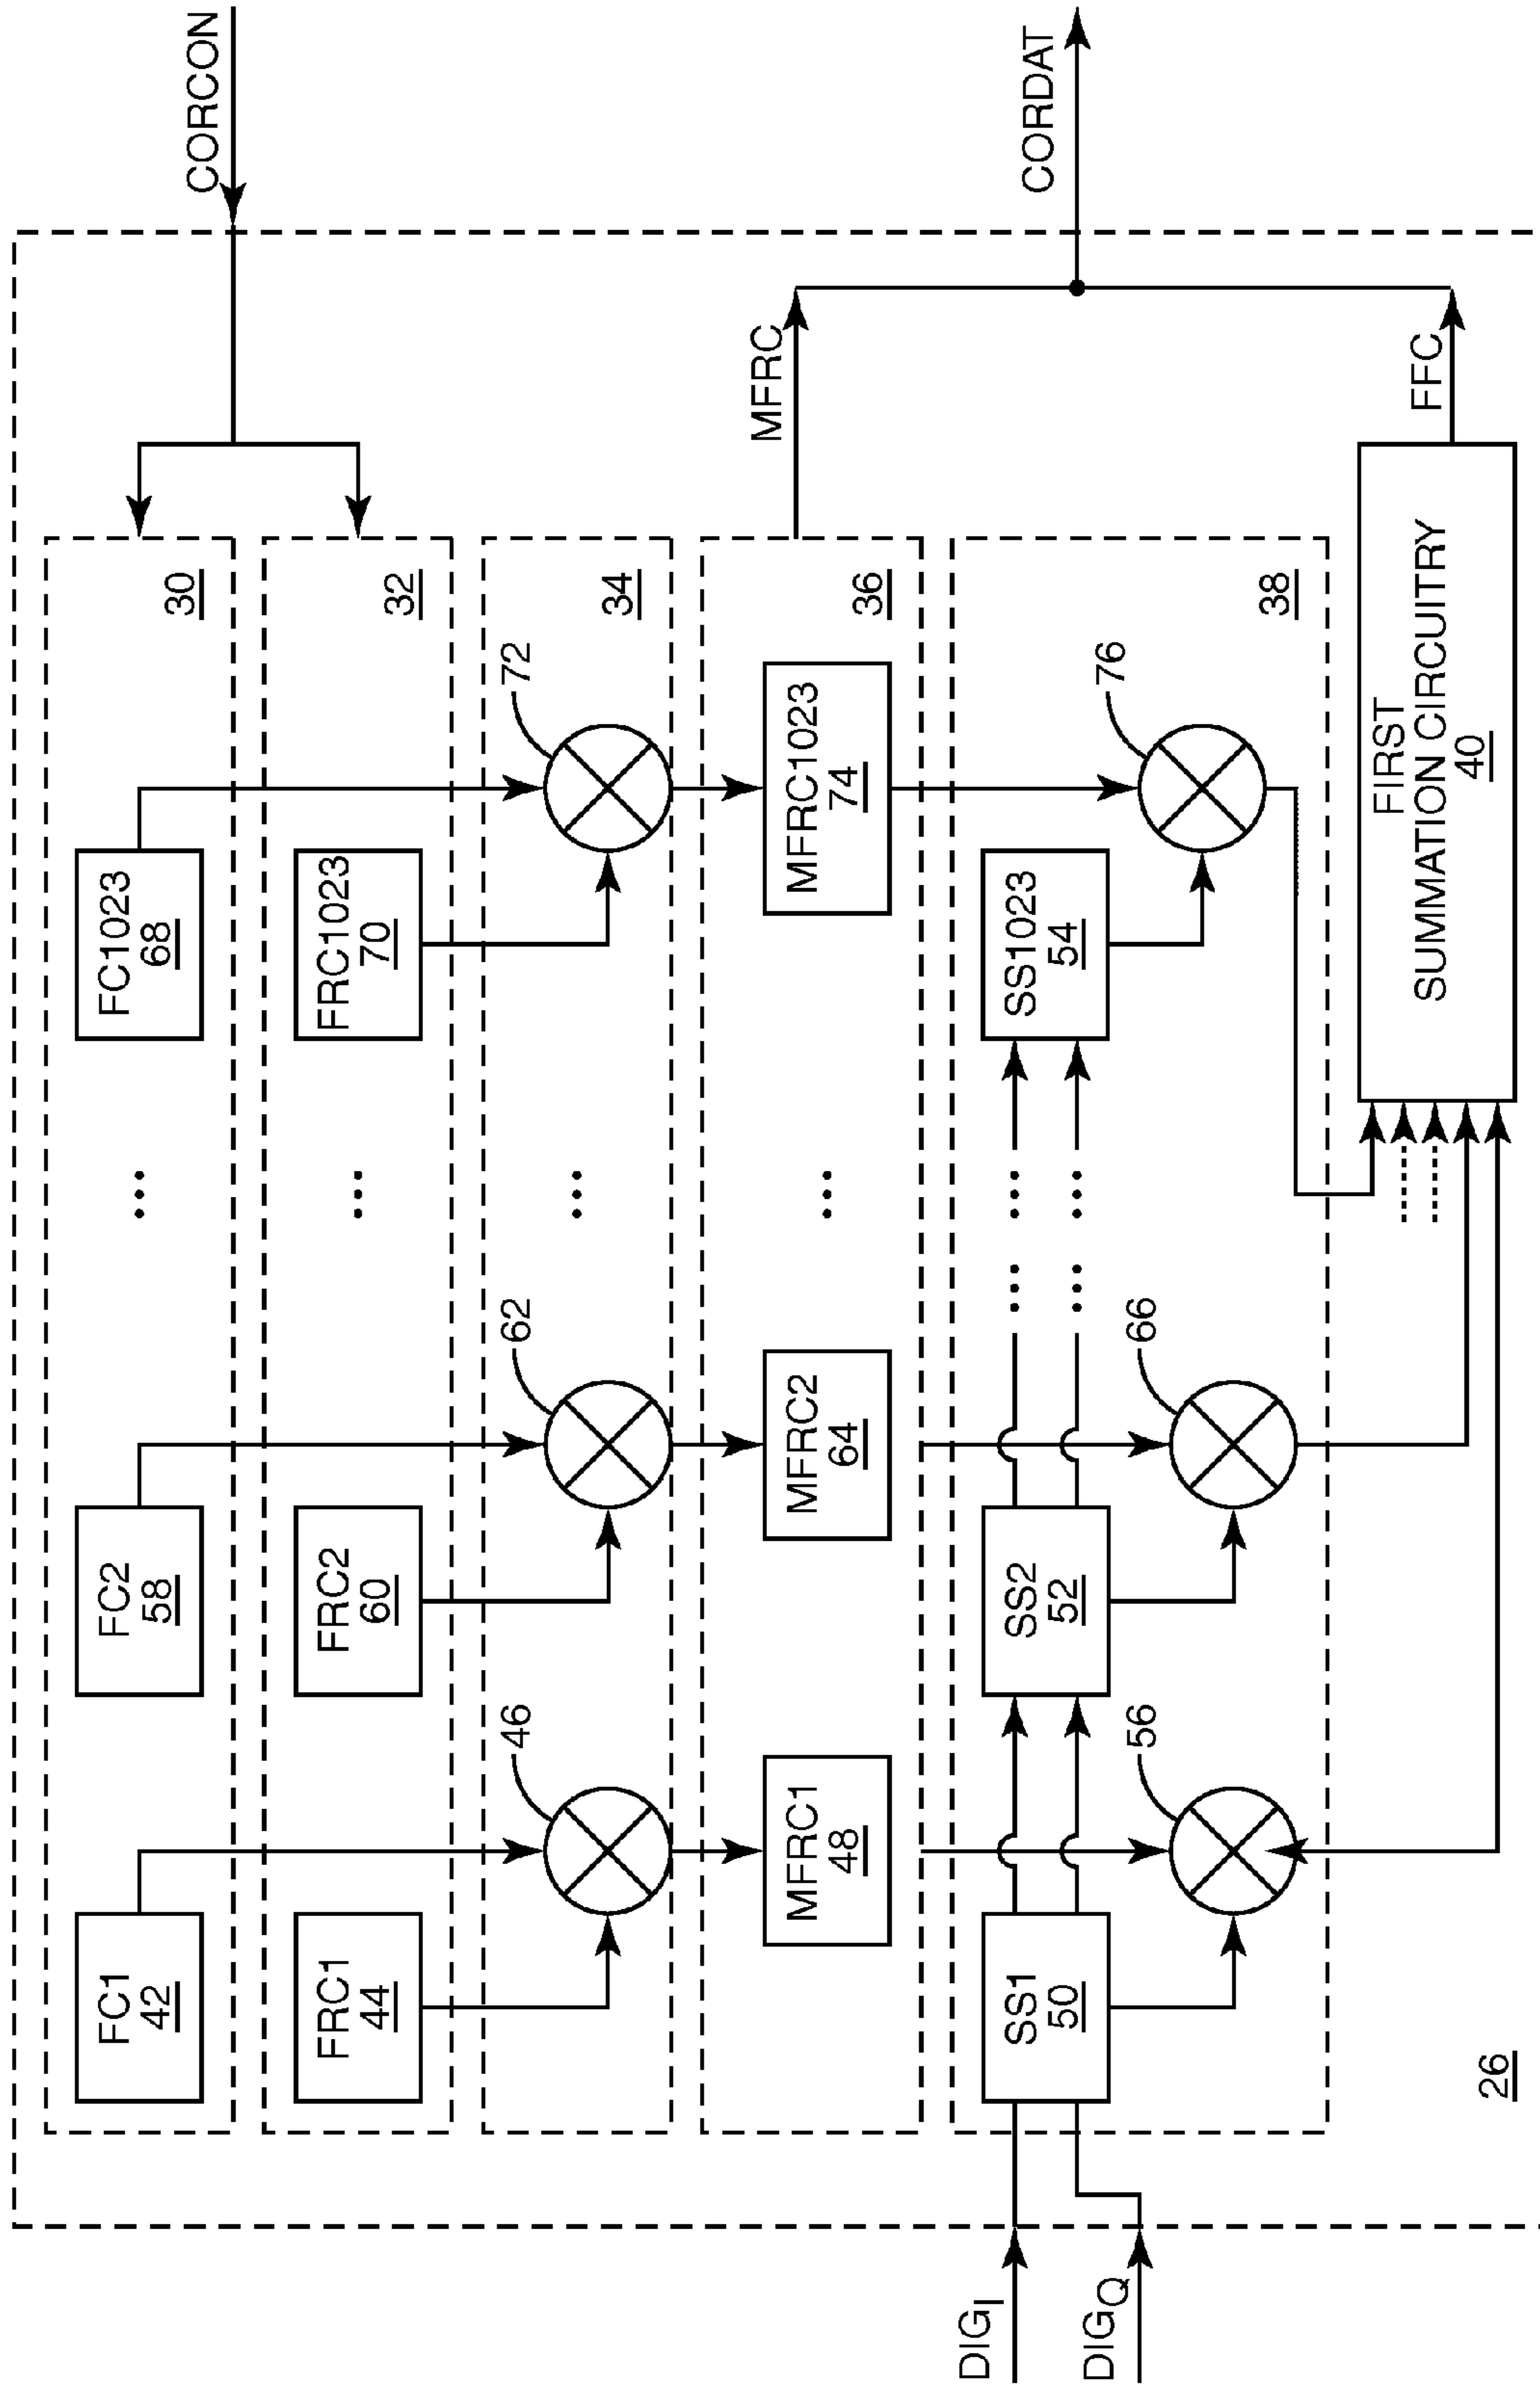 CORCON
FC1
42
FC2
58
...
FC1023
68
30
FRC1
44
FRC2
60
...
FRC1023
70
32
46
62
...
72
34
MFRC1
48
MFRC2
64
...
MFRC1023
74
36
MFRC
CORDAT
DIGI
DIGQ
SS1
50
SS2
52
... ...
... ...
SS1023
54
56
66
76
38
FIRST
SUMMATION CIRCUITRY
40
FFC
26